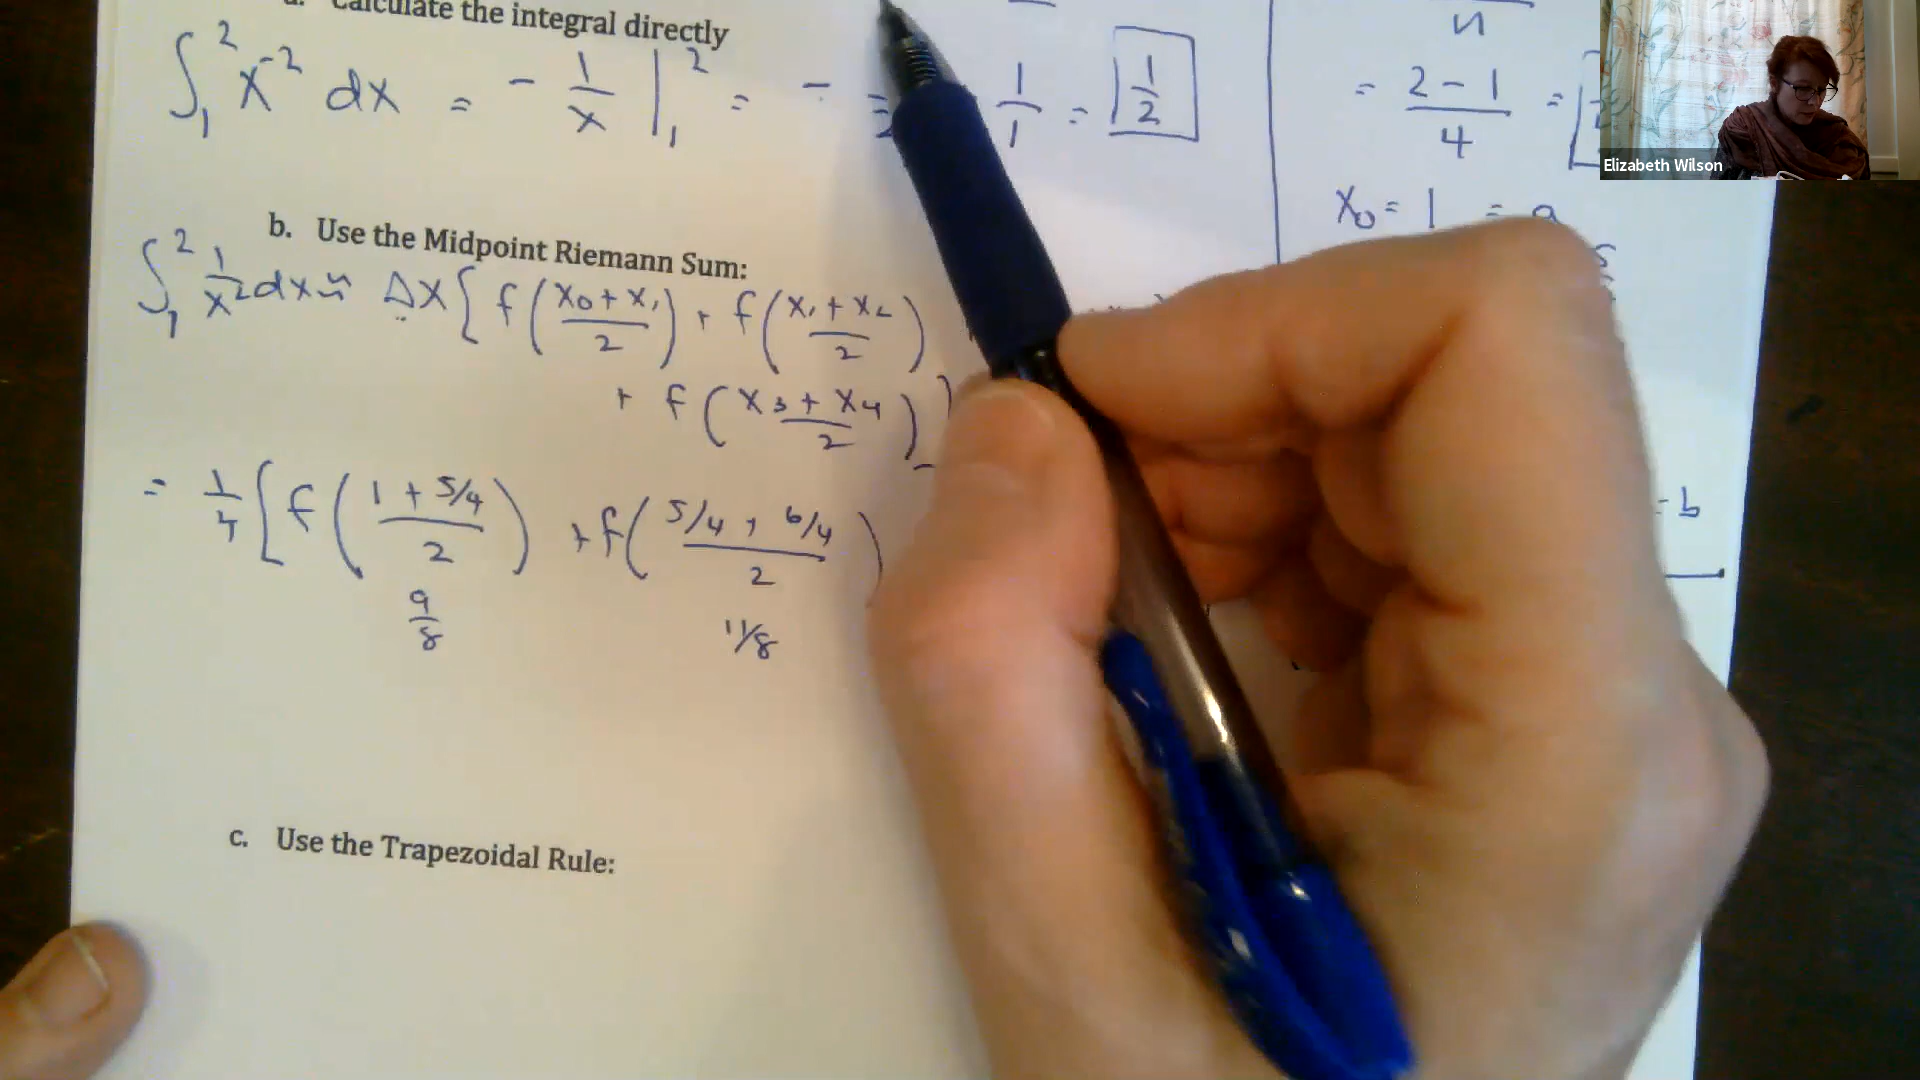 Calculate the integral directly
∫₁² x⁻² dx = - 1/x |₁² = - 1/1 = 1/2
n
= 2 - 1 / 4 =
Elizabeth Wilson
x₀ = 1 = a
b. Use the Midpoint Riemann Sum:
∫₁² 1/x² dx ≈ Δx [ f ( x₀ + x₁ / 2 ) + f ( x₁ + x₂ / 2 )
+ f ( x₃ + x₄ / 2 ) ]
= b
= 1/4 [ f ( 1 + 5/4 / 2 ) + f ( 5/4 + 6/4 / 2 )
9/8 11/8
c. Use the Trapezoidal Rule: